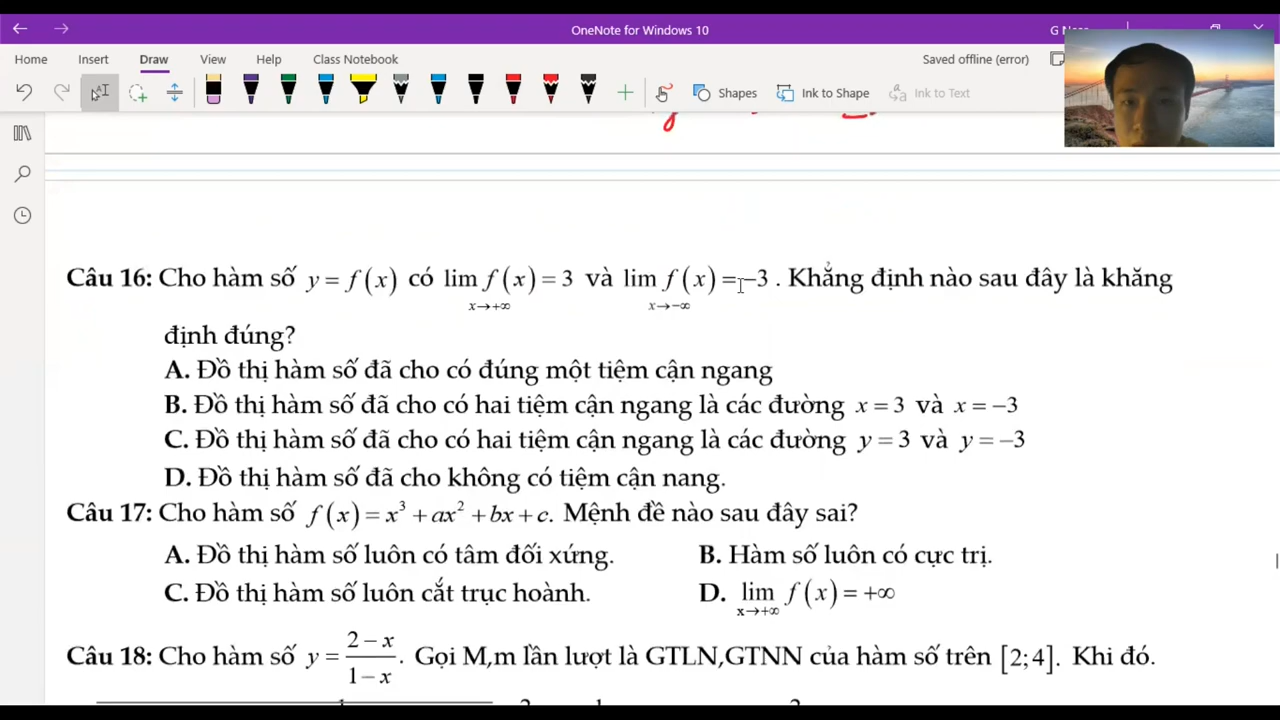 OneNote for Windows 10
Home Insert Draw View Help Class Notebook Saved offline (error)
Shapes Ink to Shape Ink to Text
Câu 16: Cho hàm số y = f(x) có lim f(x) = 3 và lim f(x) = −3. Khẳng định nào sau đây là khăng
x→+∞ x→−∞
định đúng?
A. Đồ thị hàm số đã cho có đúng một tiệm cận ngang
B. Đồ thị hàm số đã cho có hai tiệm cận ngang là các đường x = 3 và x = −3
C. Đồ thị hàm số đã cho có hai tiệm cận ngang là các đường y = 3 và y = −3
D. Đồ thị hàm số đã cho không có tiệm cận nang.
Câu 17: Cho hàm số f(x) = x³ + ax² + bx + c. Mệnh đề nào sau đây sai?
A. Đồ thị hàm số luôn có tâm đối xứng. B. Hàm số luôn có cực trị.
C. Đồ thị hàm số luôn cắt trục hoành. D. lim f(x) = +∞
x→+∞
Câu 18: Cho hàm số y = (2 − x)/(1 − x). Gọi M,m lần lượt là GTLN,GTNN của hàm số trên [2;4]. Khi đó.